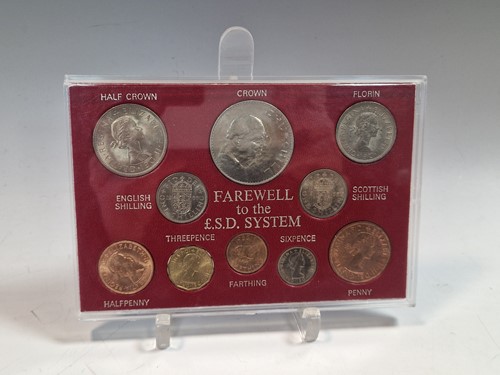 HALF CROWN
CROWN
FLORIN
ENGLISH
SHILLING
FAREWELL
to the
£.S.D. SYSTEM
SCOTTISH
SHILLING
THREEPENCE
SIXPENCE
HALFPENNY
FARTHING
PENNY